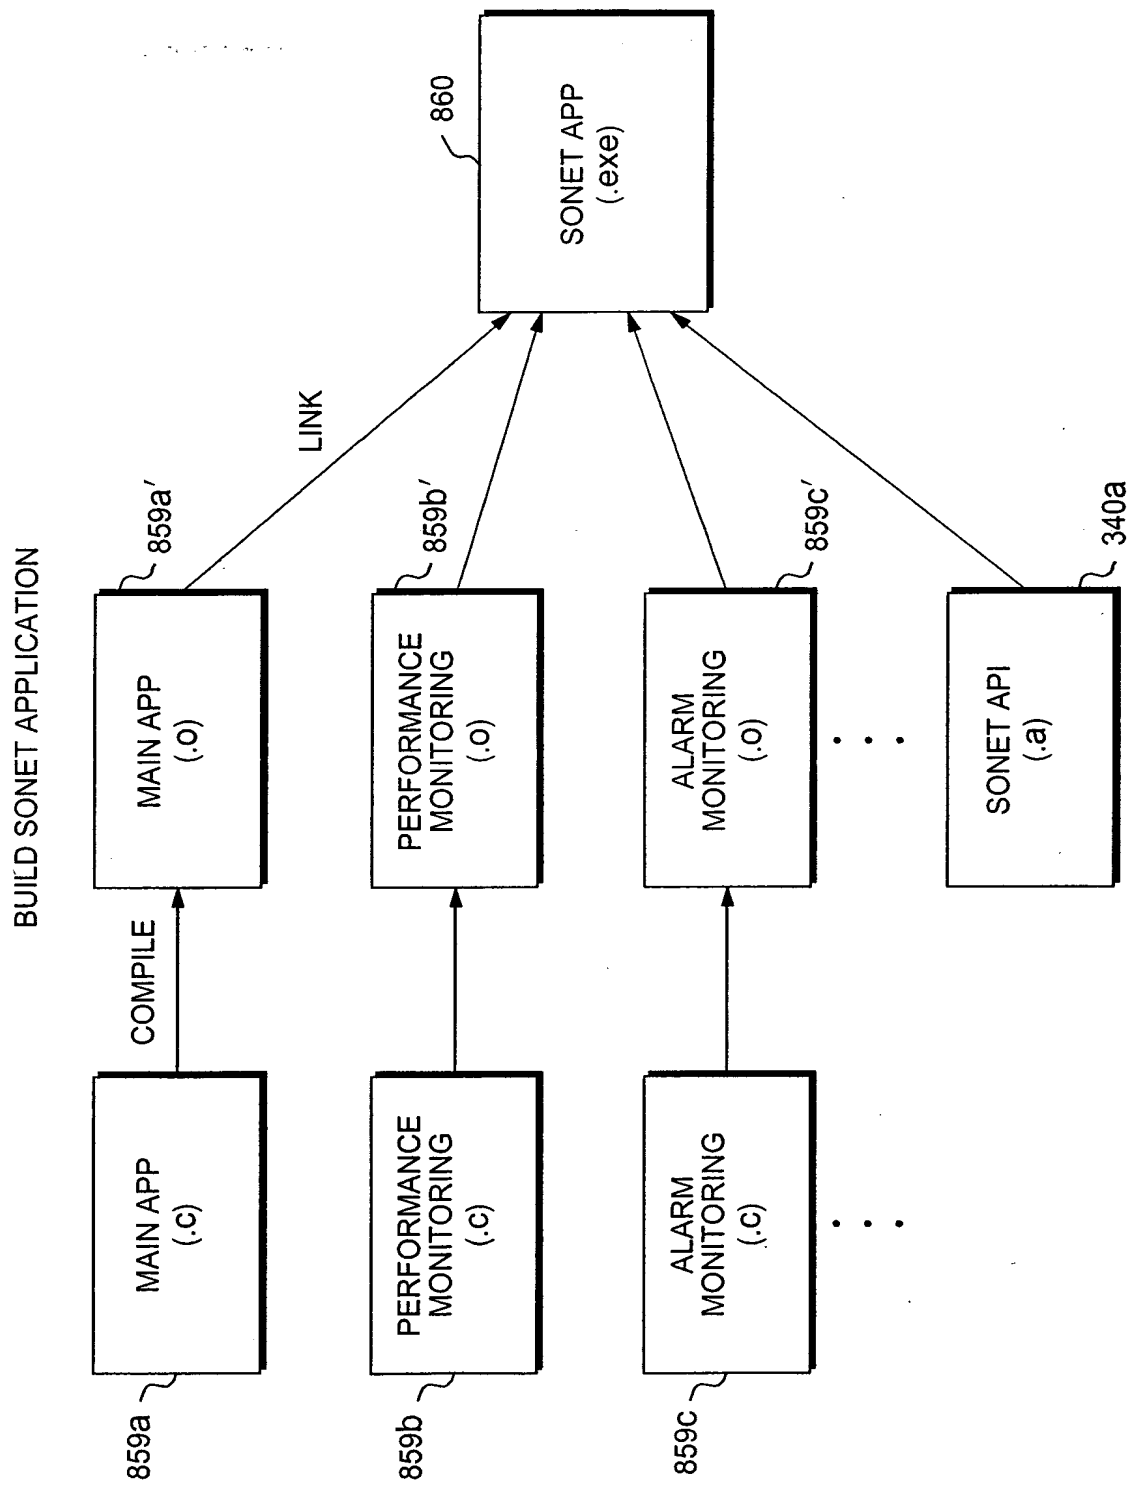 BUILD SONET APPLICATION
859a
MAIN APP
(.c)
COMPILE
MAIN APP
(.o)
859a′
LINK
859b
PERFORMANCE
MONITORING
(.c)
PERFORMANCE
MONITORING
(.o)
859b′
860
SONET APP
(.exe)
859c
ALARM
MONITORING
(.c)
ALARM
MONITORING
(.o)
859c′
. . .
. . .
SONET API
(.a)
340a